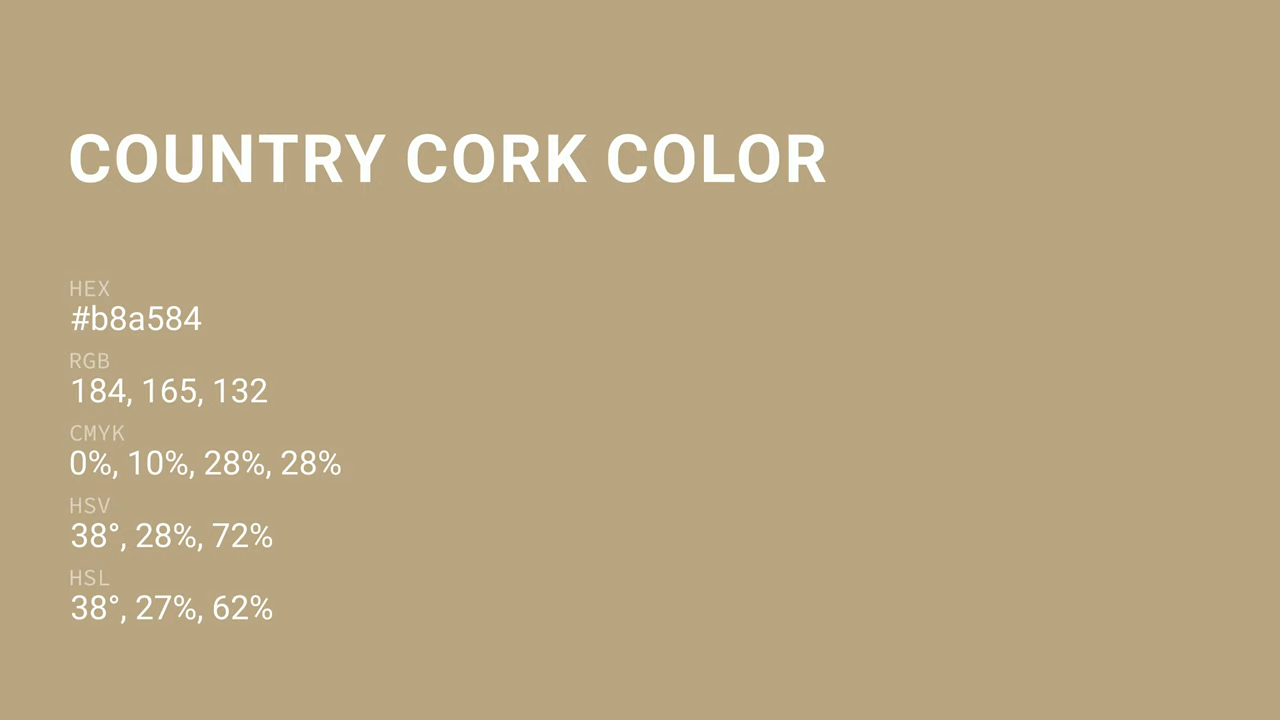 COUNTRY CORK COLOR
HEX
#b8a584
RGB
184, 165, 132
CMYK
0%, 10%, 28%, 28%
HSV
38°, 28%, 72%
HSL
38°, 27%, 62%